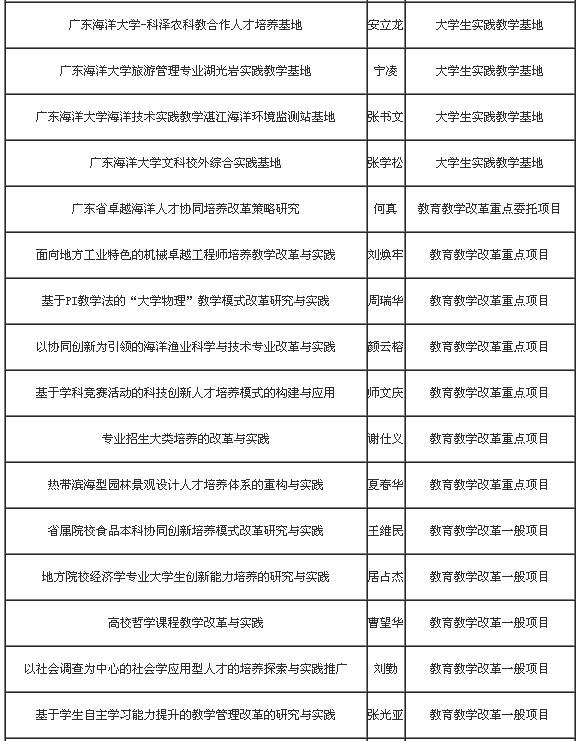 广东海洋大学-科泽农科教合作人才培养基地 安立龙 大学生实践教学基地
广东海洋大学旅游管理专业湖光岩实践教学基地 宁凌 大学生实践教学基地
广东海洋大学海洋技术实践教学湛江海洋环境监测站基地 张书文 大学生实践教学基地
广东海洋大学文科校外综合实践基地 张学松 大学生实践教学基地
广东省卓越海洋人才协同培养改革策略研究 何真 教育教学改革重点委托项目
面向地方工业特色的机械卓越工程师培养教学改革与实践 刘焕牢 教育教学改革重点项目
基于PI教学法的“大学物理”教学模式改革研究与实践 周瑞华 教育教学改革重点项目
以协同创新为引领的海洋渔业科学与技术专业改革与实践 颜云榕 教育教学改革重点项目
基于学科竞赛活动的科技创新人才培养模式的构建与应用 师文庆 教育教学改革重点项目
专业招生大类培养的改革与实践 谢仕义 教育教学改革重点项目
热带滨海型园林景观设计人才培养体系的重构与实践 夏春华 教育教学改革重点项目
省属院校食品本科协同创新培养模式改革研究与实践 王维民 教育教学改革一般项目
地方院校经济学专业大学生创新能力培养的研究与实践 居占杰 教育教学改革一般项目
高校哲学课程教学改革与实践 曹望华 教育教学改革一般项目
以社会调查为中心的社会学应用型人才的培养探索与实践推广 刘勤 教育教学改革一般项目
基于学生自主学习能力提升的教学管理改革的研究与实践 张光亚 教育教学改革一般项目